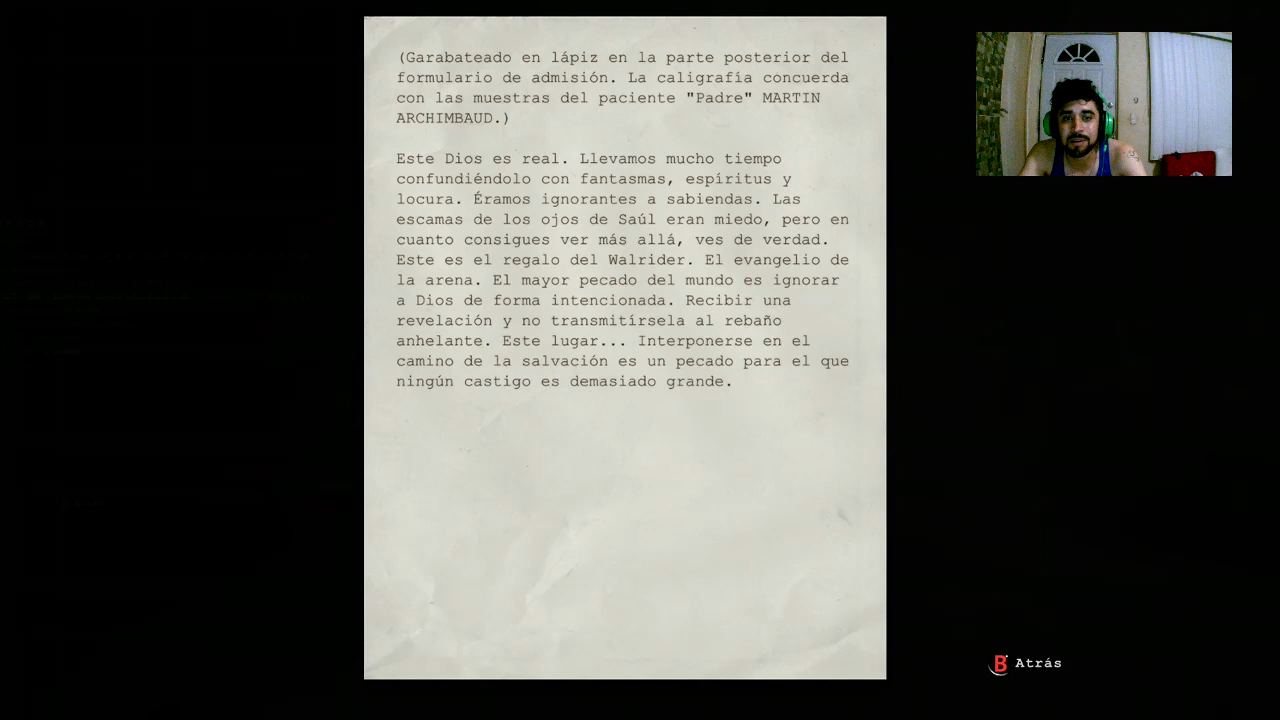 (Garabateado en lápiz en la parte posterior del
formulario de admisión. La caligrafía concuerda
con las muestras del paciente "Padre" MARTIN
ARCHIMBAUD.)
Este Dios es real. Llevamos mucho tiempo
confundiéndolo con fantasmas, espíritus y
locura. Éramos ignorantes a sabiendas. Las
escamas de los ojos de Saúl eran miedo, pero en
cuanto consigues ver más allá, ves de verdad.
Este es el regalo del Walrider. El evangelio de
la arena. El mayor pecado del mundo es ignorar
a Dios de forma intencionada. Recibir una
revelación y no transmitírsela al rebaño
anhelante. Este lugar... Interponerse en el
camino de la salvación es un pecado para el que
ningún castigo es demasiado grande.
B Atrás